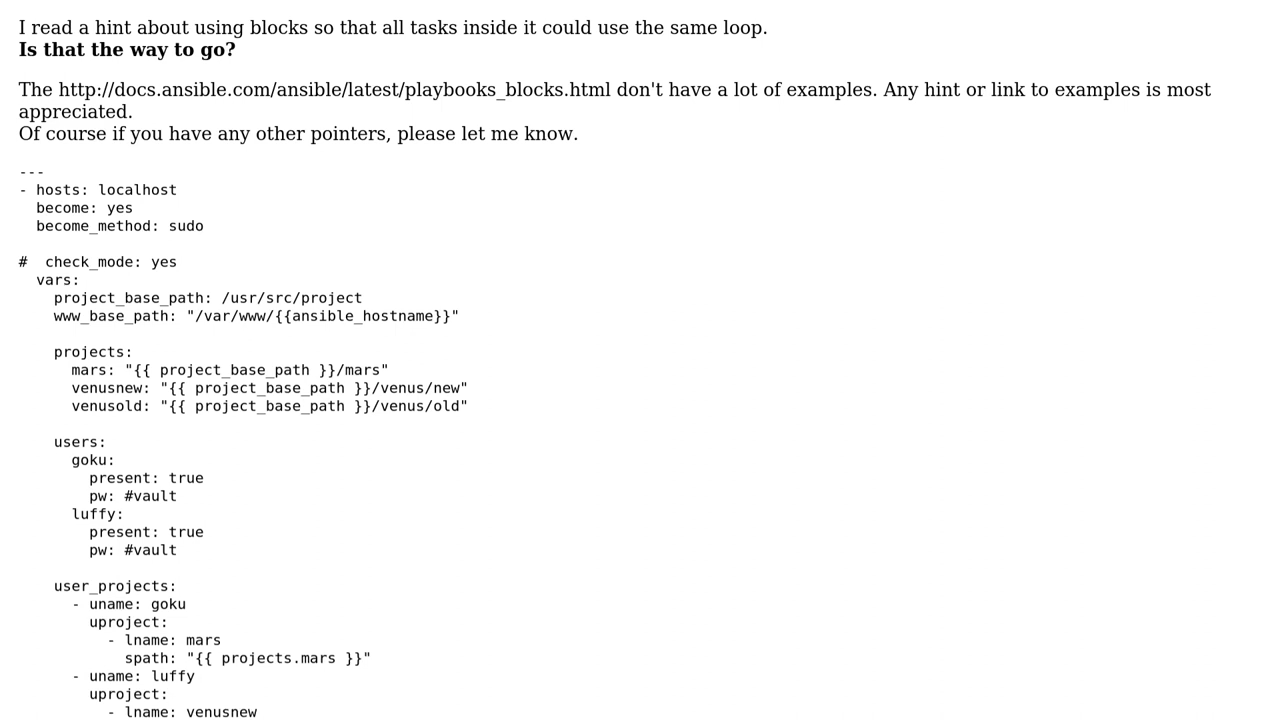 I read a hint about using blocks so that all tasks inside it could use the same loop.
Is that the way to go?
The http://docs.ansible.com/ansible/latest/playbooks_blocks.html don't have a lot of examples. Any hint or link to examples is most
appreciated.
Of course if you have any other pointers, please let me know.
---
- hosts: localhost
  become: yes
  become_method: sudo
#  check_mode: yes
  vars:
    project_base_path: /usr/src/project
    www_base_path: "/var/www/{{ansible_hostname}}"
    projects:
      mars: "{{ project_base_path }}/mars"
      venusnew: "{{ project_base_path }}/venus/new"
      venusold: "{{ project_base_path }}/venus/old"
    users:
      goku:
        present: true
        pw: #vault
      luffy:
        present: true
        pw: #vault
    user_projects:
      - uname: goku
        uproject:
          - lname: mars
            spath: "{{ projects.mars }}"
      - uname: luffy
        uproject:
          - lname: venusnew